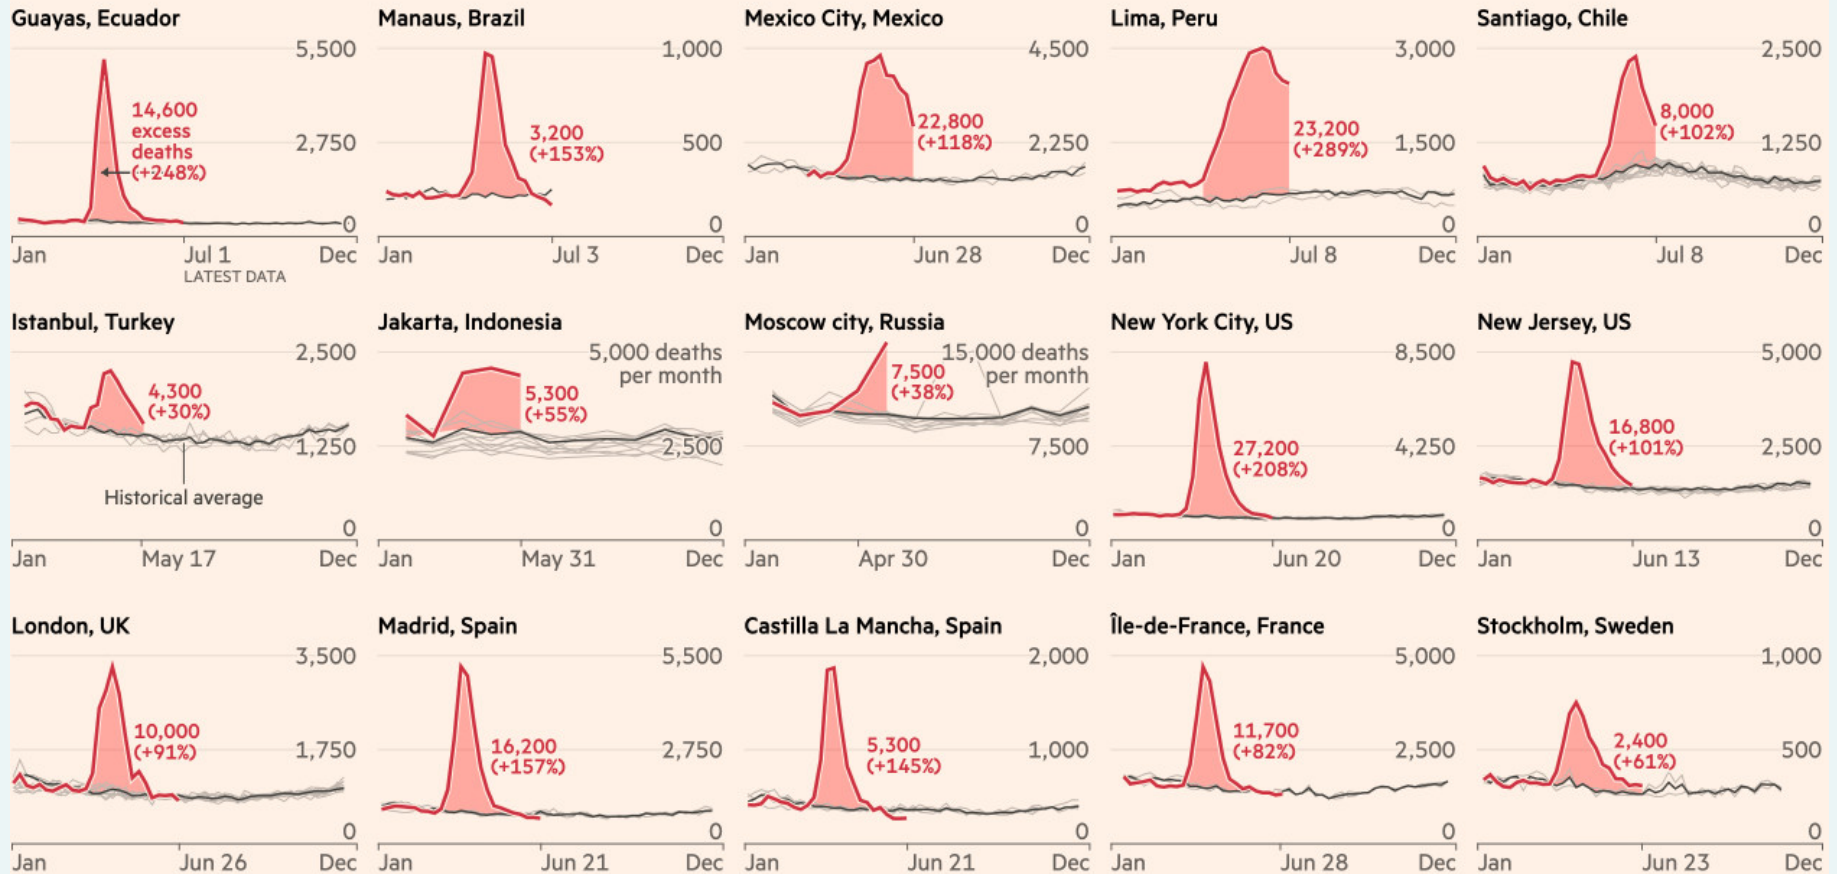 Guayas, Ecuador
5,500
14,600
excess
deaths
(+248%)
2,750
0
Jan
Jul 1
Dec
LATEST DATA
Manaus, Brazil
1,000
3,200
(+153%)
500
0
Jan
Jul 3
Dec
Mexico City, Mexico
4,500
22,800
(+118%)
2,250
0
Jan
Jun 28
Dec
Lima, Peru
3,000
23,200
(+289%)
1,500
0
Jan
Jul 8
Dec
Santiago, Chile
2,500
8,000
(+102%)
1,250
0
Jan
Jul 8
Dec
Istanbul, Turkey
2,500
4,300
(+30%)
1,250
Historical average
0
Jan
May 17
Dec
Jakarta, Indonesia
5,000 deaths
per month
5,300
(+55%)
2,500
0
Jan
May 31
Dec
Moscow city, Russia
15,000 deaths
per month
7,500
(+38%)
7,500
0
Jan
Apr 30
Dec
New York City, US
8,500
27,200
(+208%)
4,250
0
Jan
Jun 20
Dec
New Jersey, US
5,000
16,800
(+101%)
2,500
0
Jan
Jun 13
Dec
London, UK
3,500
10,000
(+91%)
1,750
0
Jan
Jun 26
Dec
Madrid, Spain
5,500
16,200
(+157%)
2,750
0
Jan
Jun 21
Dec
Castilla La Mancha, Spain
2,000
5,300
(+145%)
1,000
0
Jan
Jun 21
Dec
Île-de-France, France
5,000
11,700
(+82%)
2,500
0
Jan
Jun 28
Dec
Stockholm, Sweden
1,000
2,400
(+61%)
500
0
Jan
Jun 23
Dec